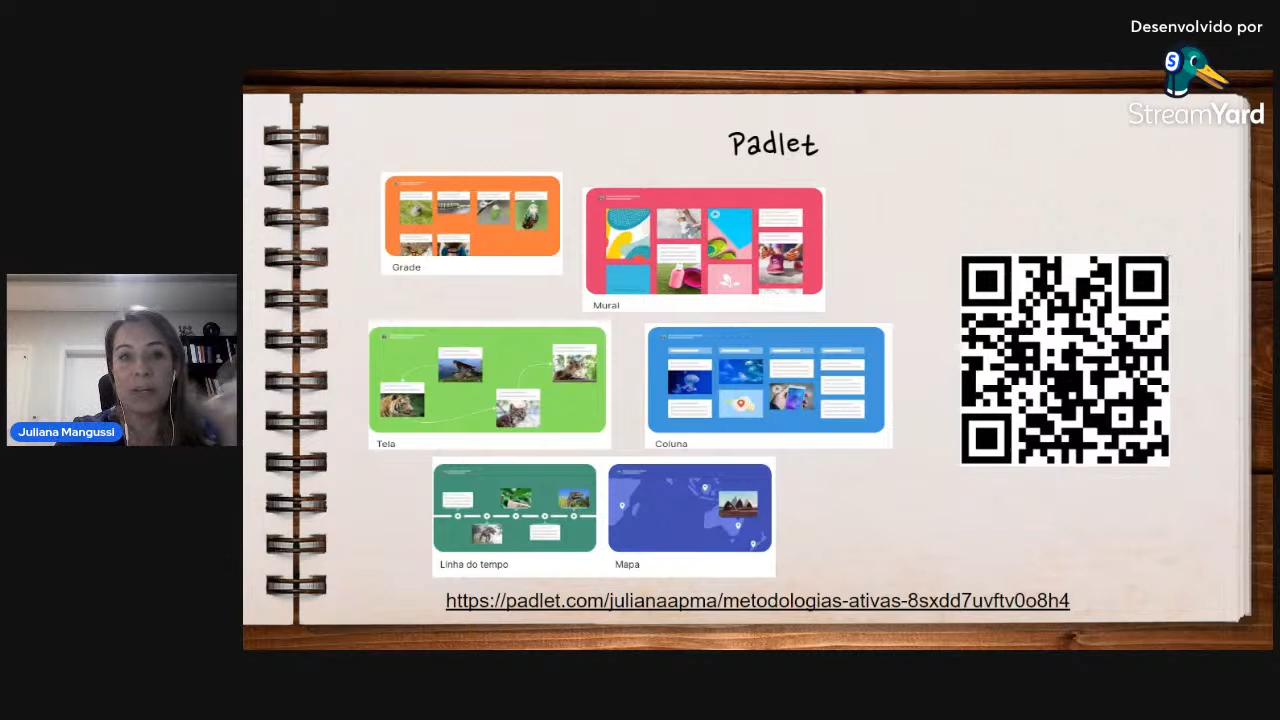 Desenvolvido por
StreamYard
Padlet
Grade
Mural
Tela
Coluna
Linha do tempo
Mapa
https://padlet.com/julianaapma/metodologias-ativas-8sxdd7uvftv0o8h4
Juliana Mangussi